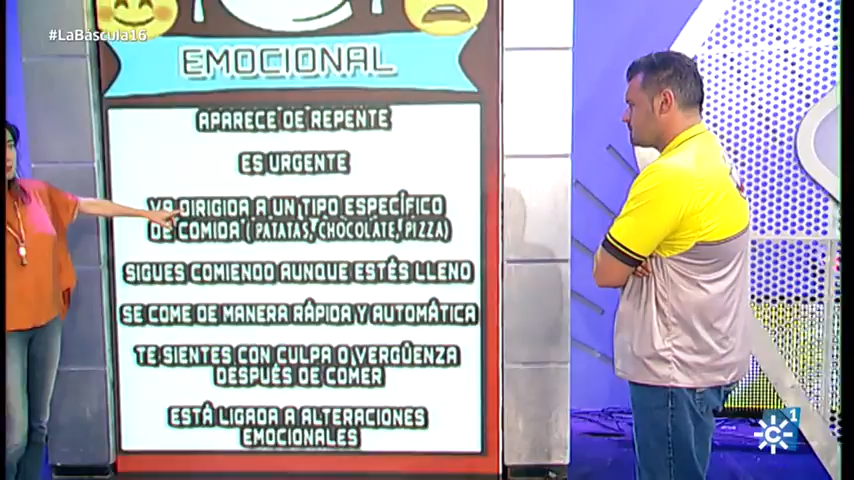 #LaBáscula16
EMOCIONAL
APARECE DE REPENTE
ES URGENTE
VA DIRIGIDA A UN TIPO ESPECÍFICO
DE COMIDA (PATATAS, CHOCOLATE, PIZZA)
SIGUES COMIENDO AUNQUE ESTÉS LLENO
SE COME DE MANERA RÁPIDA Y AUTOMÁTICA
TE SIENTES CON CULPA O VERGÜENZA
DESPUÉS DE COMER
ESTÁ LIGADA A ALTERACIONES
EMOCIONALES
1